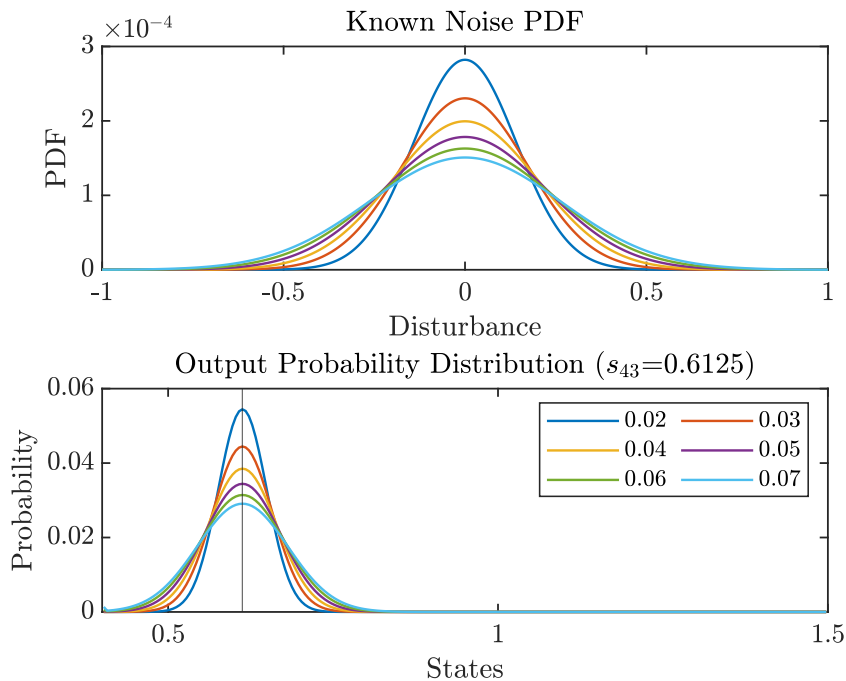 Known Noise PDF
×10⁻⁴
3
2
1
0
PDF
-1 -0.5 0 0.5 1
Disturbance
Output Probability Distribution (s₄₃=0.6125)
0.06
0.04
0.02
0
Probability
0.02 0.03
0.04 0.05
0.06 0.07
0.5 1 1.5
States